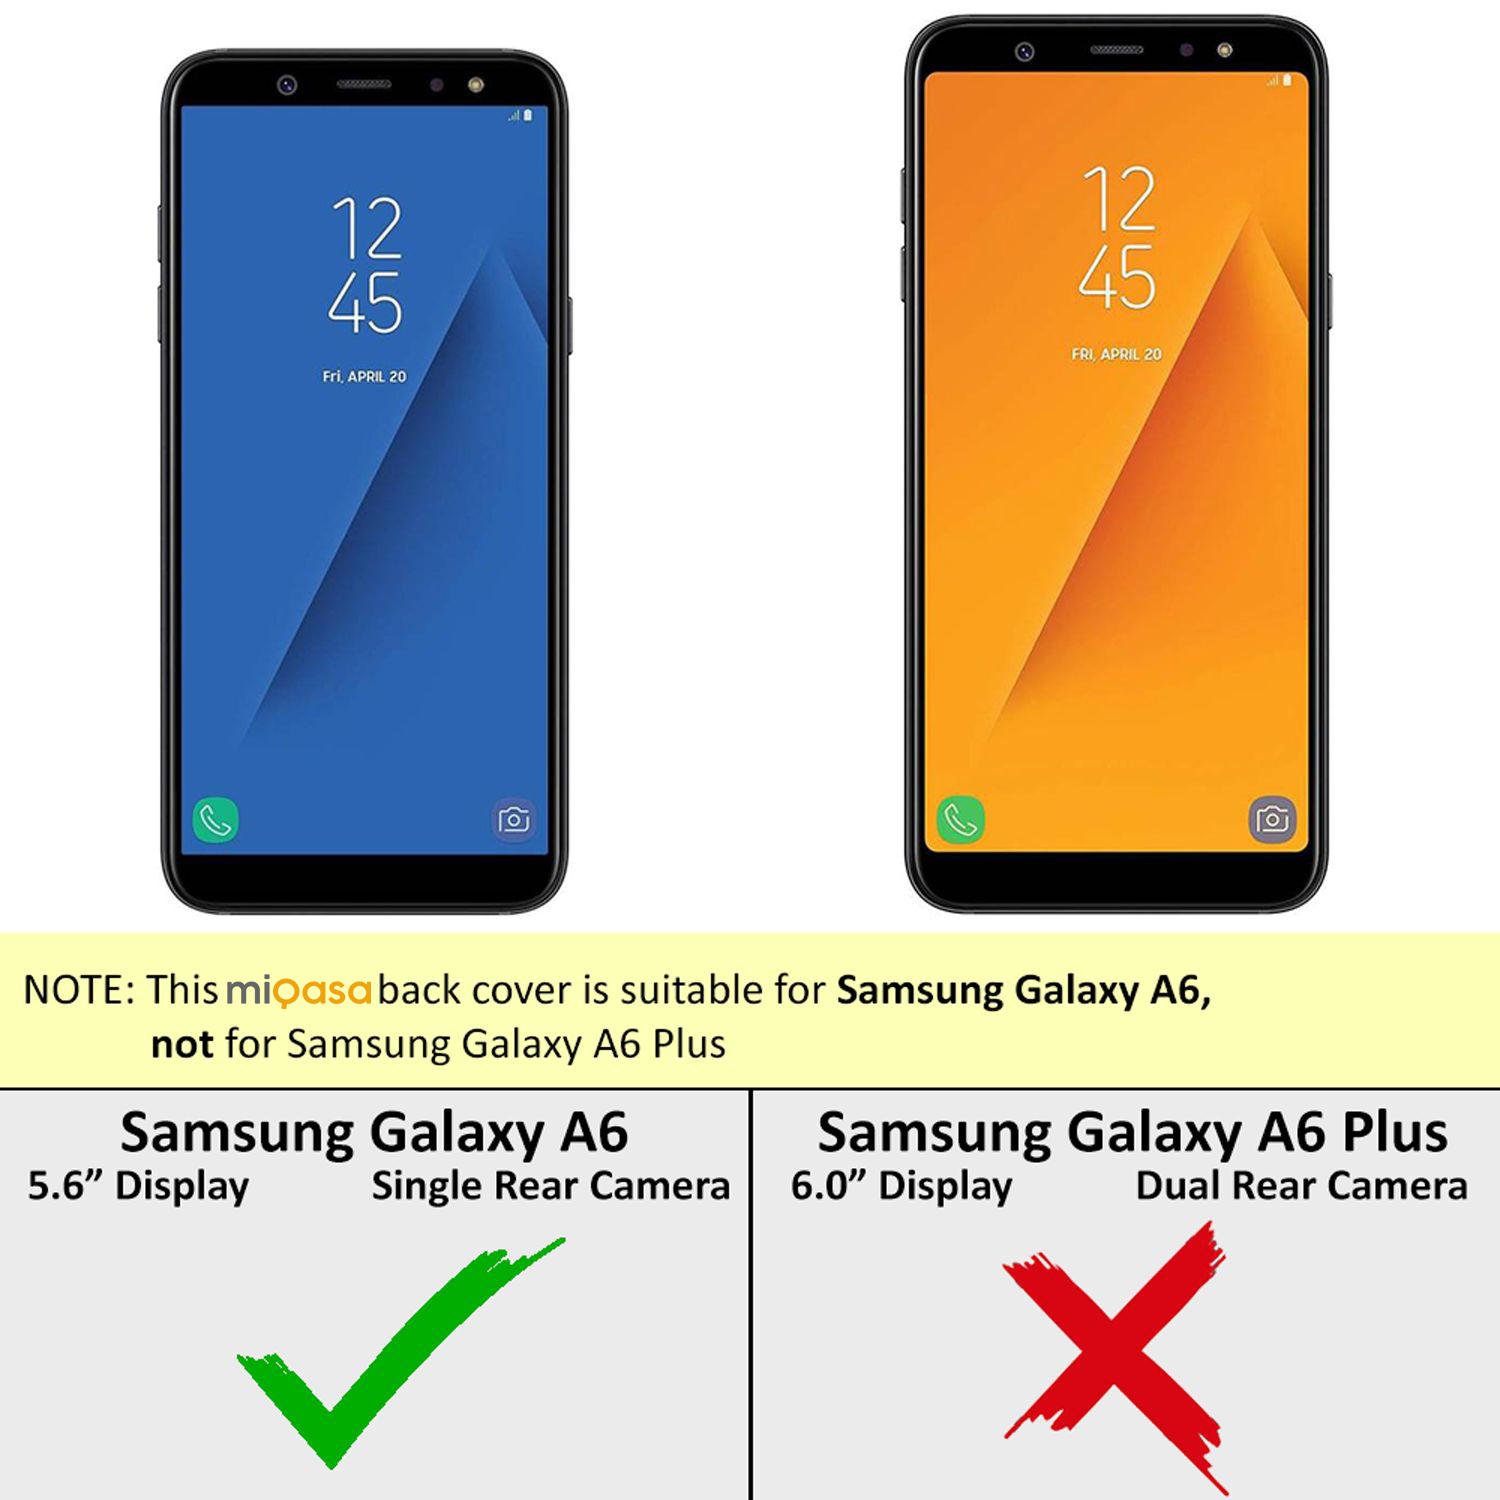 12
45
Fri, APRIL 20
12
45
FRI, APRIL 20
NOTE: This miQasa back cover is suitable for Samsung Galaxy A6,
not for Samsung Galaxy A6 Plus
Samsung Galaxy A6
5.6” Display Single Rear Camera
Samsung Galaxy A6 Plus
6.0” Display Dual Rear Camera